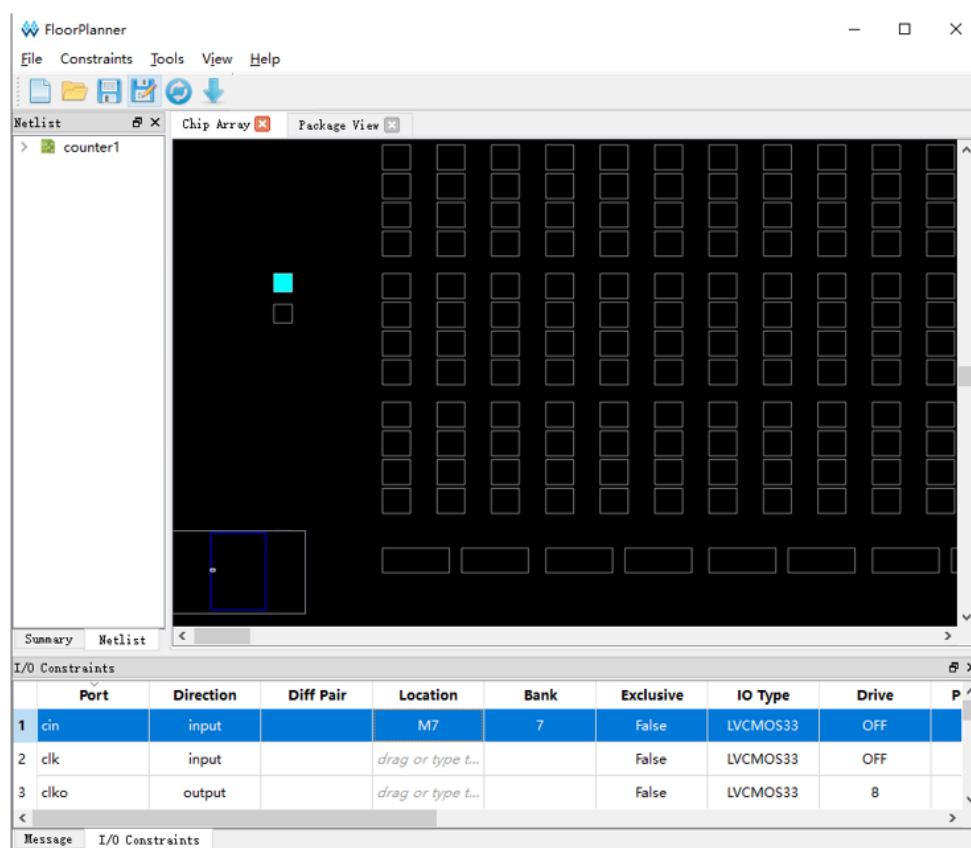 FloorPlanner
File Constraints Tools View Help
Netlist
Chip Array Package View
counter1
Summary Netlist
I/O Constraints
Port Direction Diff Pair Location Bank Exclusive IO Type Drive P
1 cin input M7 7 False LVCMOS33 OFF
2 clk input drag or type t... False LVCMOS33 OFF
3 clko output drag or type t... False LVCMOS33 8
Message I/O Constraints